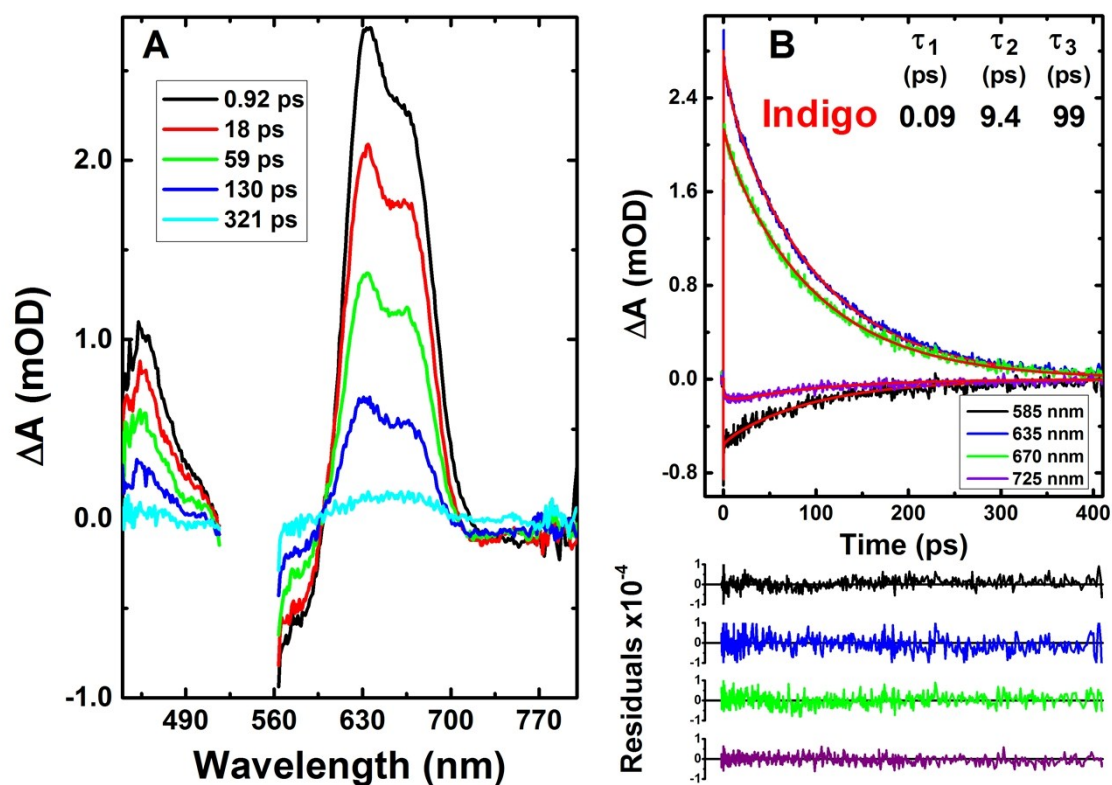 A
0.92 ps
18 ps
59 ps
130 ps
321 ps
ΔA (mOD)
2.0
1.0
0.0
-1.0
490 560 630 700 770
Wavelength (nm)
B
τ1 τ2 τ3
(ps) (ps) (ps)
Indigo 0.09 9.4 99
ΔA (mOD)
2.4
1.6
0.8
0.0
-0.8
585 nnm
635 nnm
670 nnm
725 nnm
0 100 200 300 400
Time (ps)
Residuals x10-4
1
0
-1
1
0
-1
1
0
-1
1
0
-1